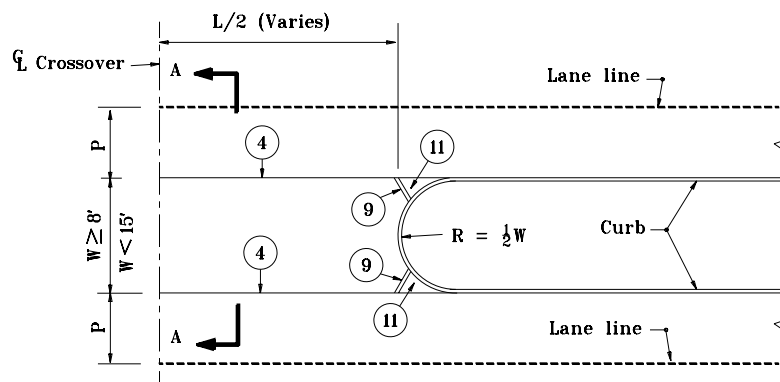 L/2 (Varies)
℄ Crossover
A
Lane line
P
4
11
9
W≥8'
W<15'
R = ½W
Curb
4
9
11
P
A
Lane line